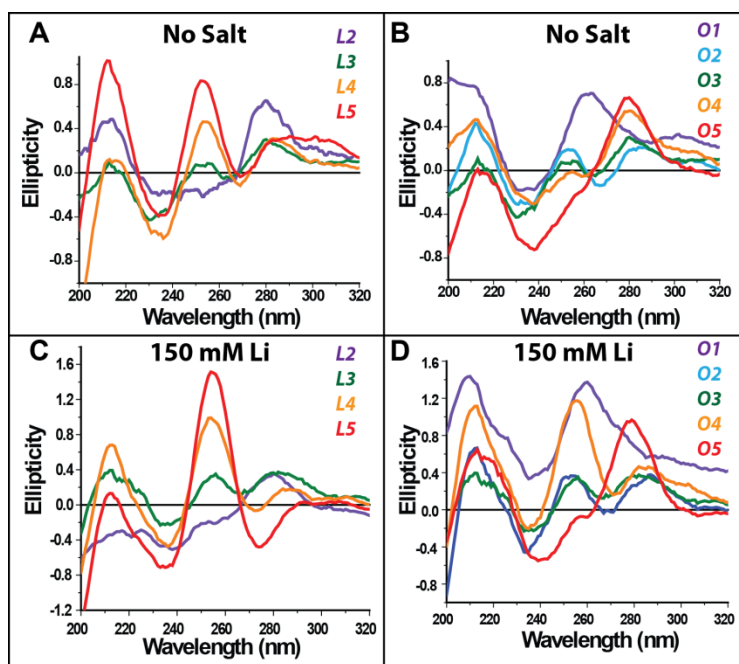 A
No Salt
L2
L3
L4
L5
Ellipticity
0.8
0.4
0.0
-0.4
-0.8
200 220 240 260 280 300 320
Wavelength (nm)
B
No Salt
O1
O2
O3
O4
O5
Ellipticity
0.8
0.4
0.0
-0.4
-0.8
200 220 240 260 280 300 320
Wavelength (nm)
C
150 mM Li
L2
L3
L4
L5
Ellipticity
1.6
1.2
0.8
0.4
0.0
-0.4
-0.8
-1.2
200 220 240 260 280 300 320
Wavelength (nm)
D
150 mM Li
O1
O2
O3
O4
O5
Ellipticity
1.6
1.2
0.8
0.4
0.0
-0.4
-0.8
200 220 240 260 280 300 320
Wavelength (nm)